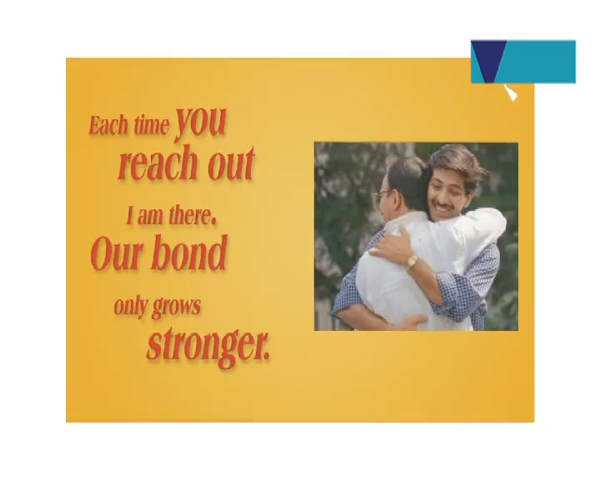 Each time you
reach out
I am there.
Our bond
only grows
stronger.